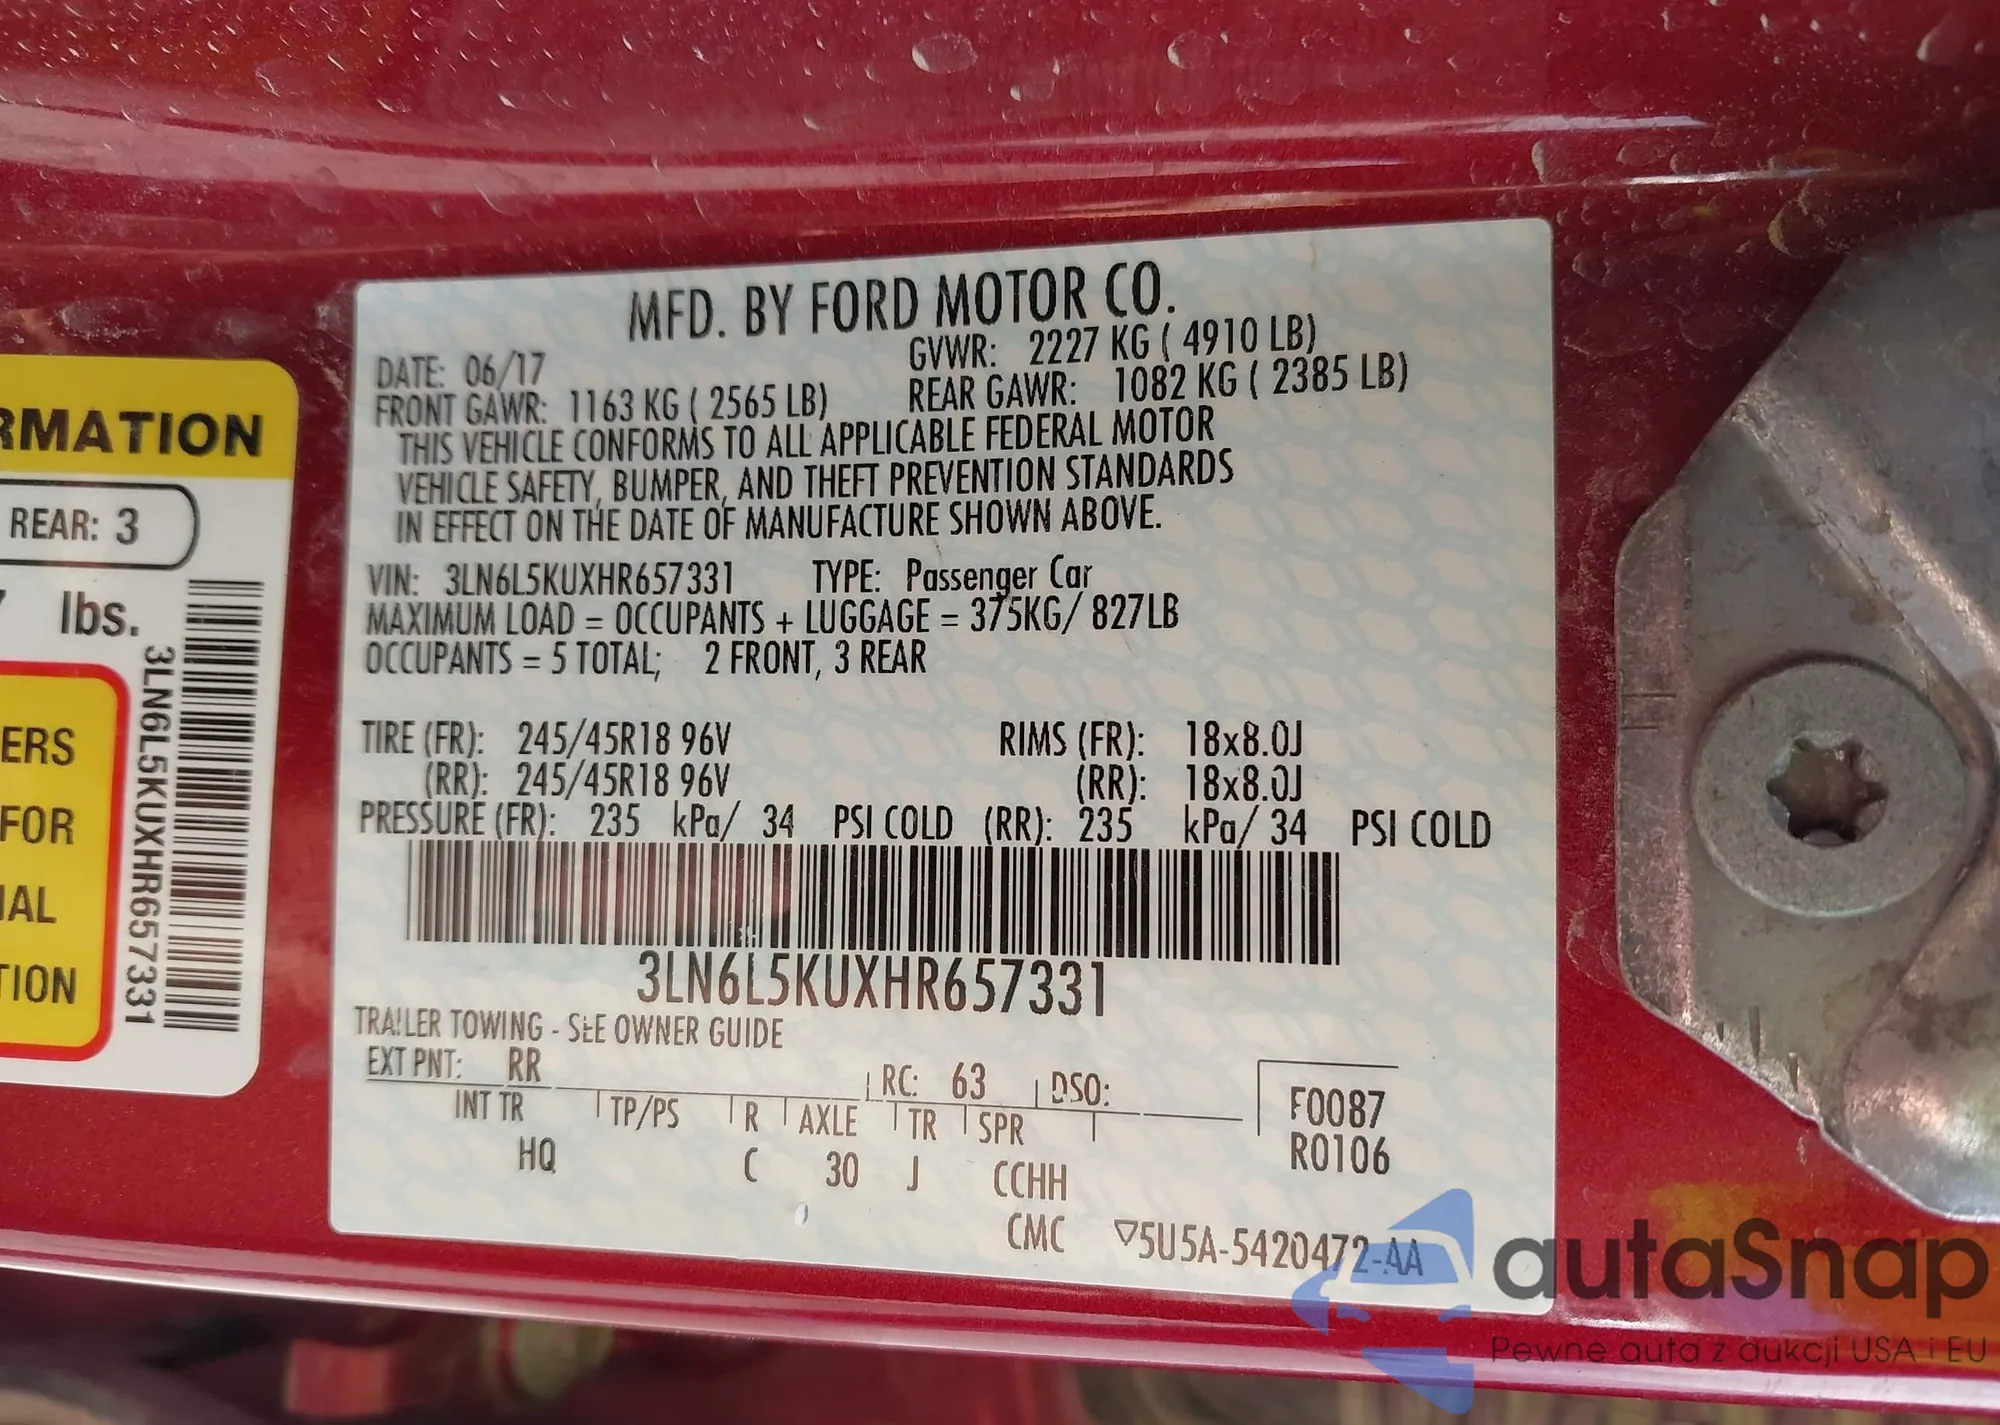 RMATION
REAR: 3
lbs.
3LN6L5KUXHR657331
ERS
FOR
IAL
TION
MFD. BY FORD MOTOR CO.
DATE: 06/17 GVWR: 2227 KG ( 4910 LB)
FRONT GAWR: 1163 KG ( 2565 LB) REAR GAWR: 1082 KG ( 2385 LB)
THIS VEHICLE CONFORMS TO ALL APPLICABLE FEDERAL MOTOR
VEHICLE SAFETY, BUMPER, AND THEFT PREVENTION STANDARDS
IN EFFECT ON THE DATE OF MANUFACTURE SHOWN ABOVE.
VIN: 3LN6L5KUXHR657331 TYPE: Passenger Car
MAXIMUM LOAD = OCCUPANTS + LUGGAGE = 375KG/ 827LB
OCCUPANTS = 5 TOTAL; 2 FRONT, 3 REAR
TIRE (FR): 245/45R18 96V RIMS (FR): 18x8.0J
(RR): 245/45R18 96V (RR): 18x8.0J
PRESSURE (FR): 235 kPa/ 34 PSI COLD (RR): 235 kPa/ 34 PSI COLD
3LN6L5KUXHR657331
TRAILER TOWING - SEE OWNER GUIDE
EXT PNT: RR RC: 63 DSO:
INT TR TP/PS R AXLE TR SPR
F0087
R0106
HQ C 30 J CCHH
CMC ▽5U5A-5420472-AA
autaSnap
Pewne auta z aukcji USA i EU